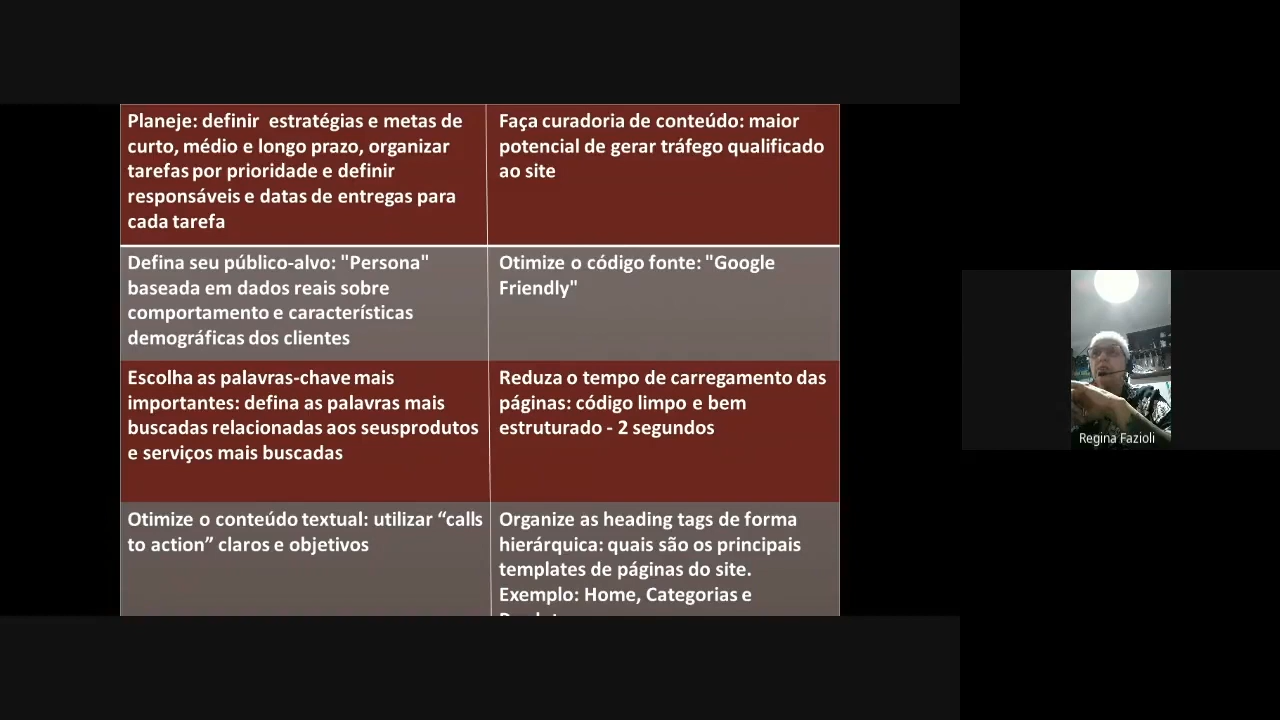 Planeje: definir estratégias e metas de
curto, médio e longo prazo, organizar
tarefas por prioridade e definir
responsáveis e datas de entregas para
cada tarefa
Faça curadoria de conteúdo: maior
potencial de gerar tráfego qualificado
ao site
Defina seu público-alvo: "Persona"
baseada em dados reais sobre
comportamento e características
demográficas dos clientes
Otimize o código fonte: "Google
Friendly"
Escolha as palavras-chave mais
importantes: defina as palavras mais
buscadas relacionadas aos seusprodutos
e serviços mais buscadas
Reduza o tempo de carregamento das
páginas: código limpo e bem
estruturado - 2 segundos
Otimize o conteúdo textual: utilizar “calls
to action” claros e objetivos
Organize as heading tags de forma
hierárquica: quais são os principais
templates de páginas do site.
Exemplo: Home, Categorias e
Regina Fazioli